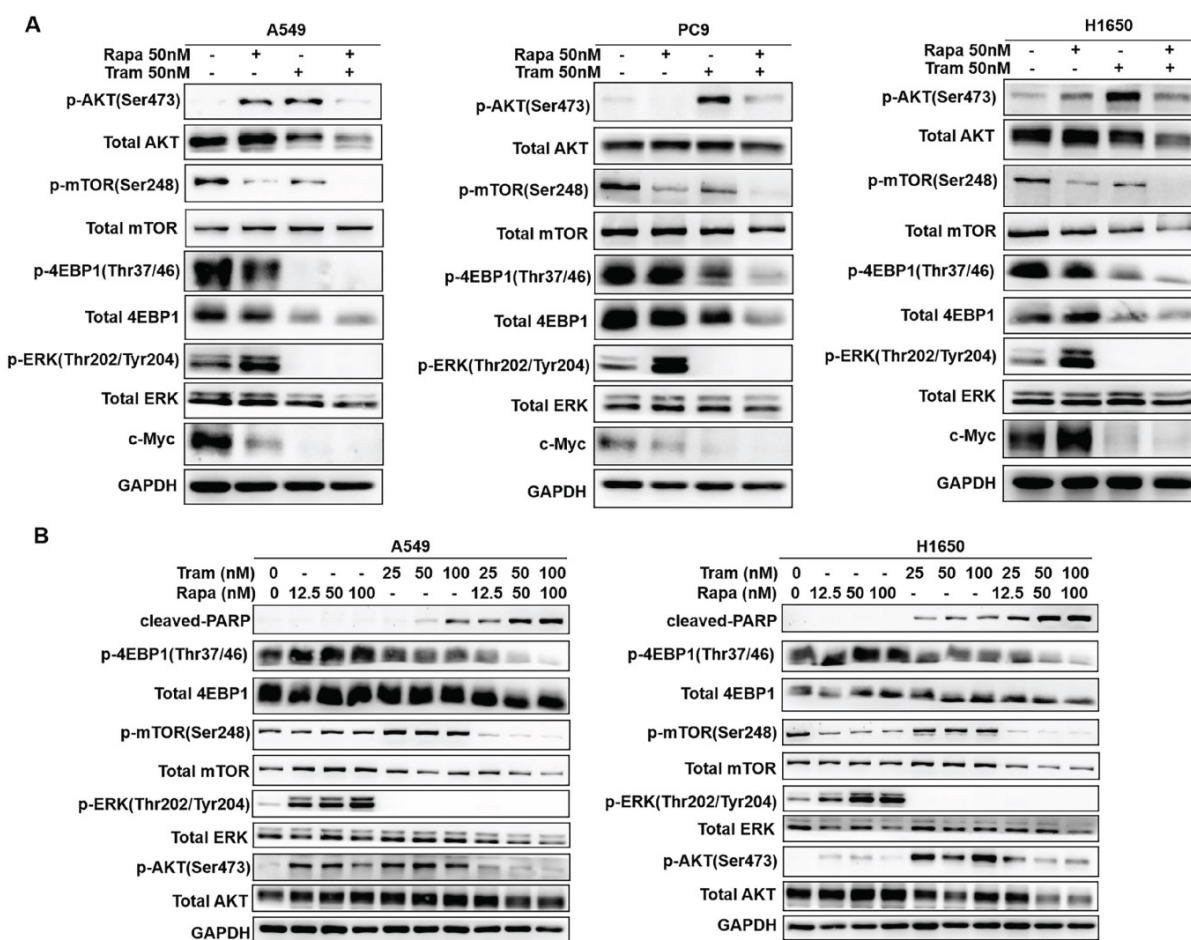 A
A549
Rapa 50nM - + - +
Tram 50nM - - + +
p-AKT(Ser473)
Total AKT
p-mTOR(Ser248)
Total mTOR
p-4EBP1(Thr37/46)
Total 4EBP1
p-ERK(Thr202/Tyr204)
Total ERK
c-Myc
GAPDH
PC9
Rapa 50nM - + - +
Tram 50nM - - + +
p-AKT(Ser473)
Total AKT
p-mTOR(Ser248)
Total mTOR
p-4EBP1(Thr37/46)
Total 4EBP1
p-ERK(Thr202/Tyr204)
Total ERK
c-Myc
GAPDH
H1650
Rapa 50nM - + - +
Tram 50nM - - + +
p-AKT(Ser473)
Total AKT
p-mTOR(Ser248)
Total mTOR
p-4EBP1(Thr37/46)
Total 4EBP1
p-ERK(Thr202/Tyr204)
Total ERK
c-Myc
GAPDH
B
A549
Tram (nM) 0 - - - 25 50 100 25 50 100
Rapa (nM) 0 12.5 50 100 - - - 12.5 50 100
cleaved-PARP
p-4EBP1(Thr37/46)
Total 4EBP1
p-mTOR(Ser248)
Total mTOR
p-ERK(Thr202/Tyr204)
Total ERK
p-AKT(Ser473)
Total AKT
GAPDH
H1650
Tram (nM) 0 - - - 25 50 100 25 50 100
Rapa (nM) 0 12.5 50 100 - - - 12.5 50 100
cleaved-PARP
p-4EBP1(Thr37/46)
Total 4EBP1
p-mTOR(Ser248)
Total mTOR
p-ERK(Thr202/Tyr204)
Total ERK
p-AKT(Ser473)
Total AKT
GAPDH